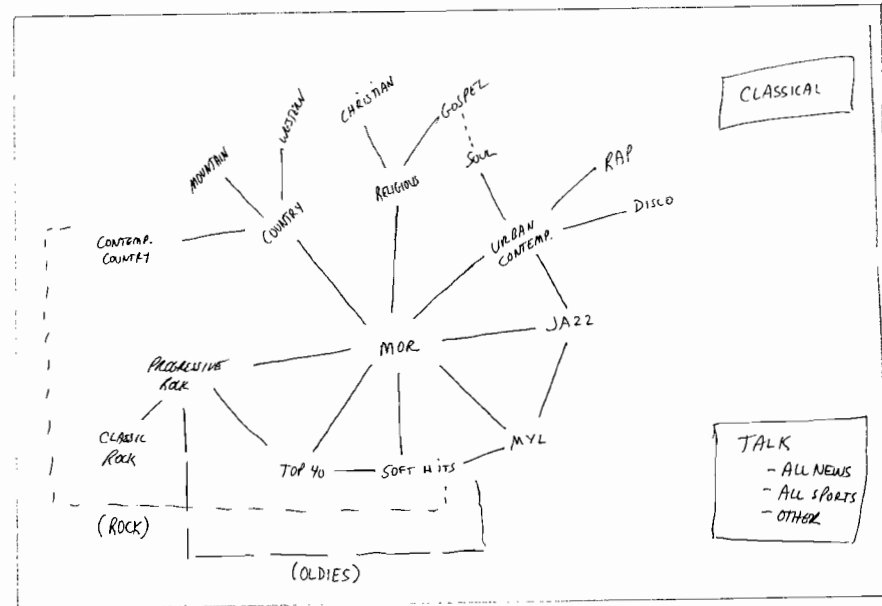 CLASSICAL
CHRISTIAN
GOSPEL
WESTERN
MOUNTAIN
SOUL
RAP
RELIGIOUS
DISCO
COUNTRY
URBAN
CONTEMP.
CONTEMP.
COUNTRY
JAZZ
MOR
PROGRESSIVE
ROCK
CLASSIC
ROCK
TOP 40
SOFT HITS
MYL
TALK
- ALL NEWS
- ALL SPORTS
- OTHER
(ROCK)
(OLDIES)